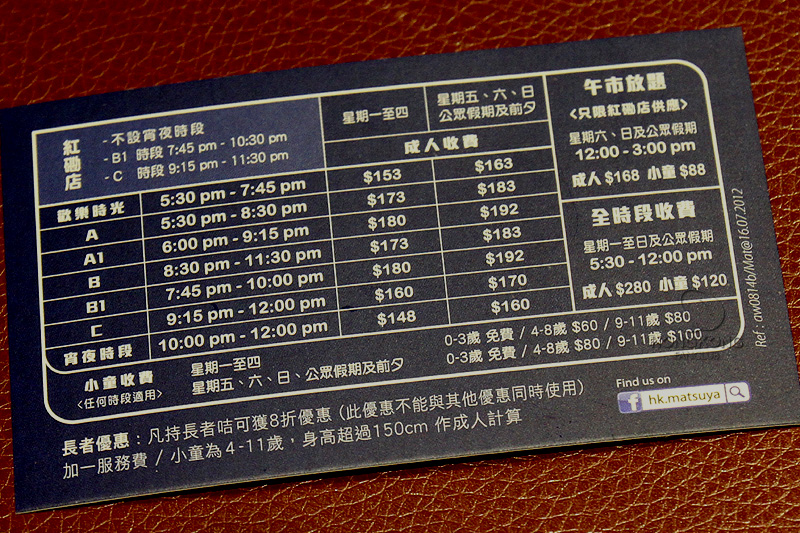 紅磡店
- 不設宵夜時段
- B1 時段 7:45 pm - 10:30 pm
- C 時段 9:15 pm - 11:30 pm
星期一至四
星期五、六、日
公眾假期及前夕
成人收費
歡樂時光 5:30 pm - 7:45 pm $153 $163
A 5:30 pm - 8:30 pm $173 $183
A1 6:00 pm - 9:15 pm $180 $192
B 8:30 pm - 11:30 pm $173 $183
B1 7:45 pm - 10:00 pm $180 $192
C 9:15 pm - 12:00 pm $160 $170
宵夜時段 10:00 pm - 12:00 pm $148 $160
小童收費
<任何時段適用>
星期一至四 0-3歲 免費 / 4-8歲 $60 / 9-11歲 $80
星期五、六、日、公眾假期及前夕 0-3歲 免費 / 4-8歲 $80 / 9-11歲 $100
午市放題
<只限紅磡店供應>
星期六、日及公眾假期
12:00 - 3:00 pm
成人 $168 小童 $88
全時段收費
星期一至日及公眾假期
5:30 - 12:00 pm
成人 $280 小童 $120
長者優惠：凡持長者咭可獲8折優惠 (此優惠不能與其他優惠同時使用)
加一服務費 / 小童為 4-11歲，身高超過150cm 作成人計算
Find us on
f hk.matsuya
Ref : aw0814b/Mat@16.07.2012